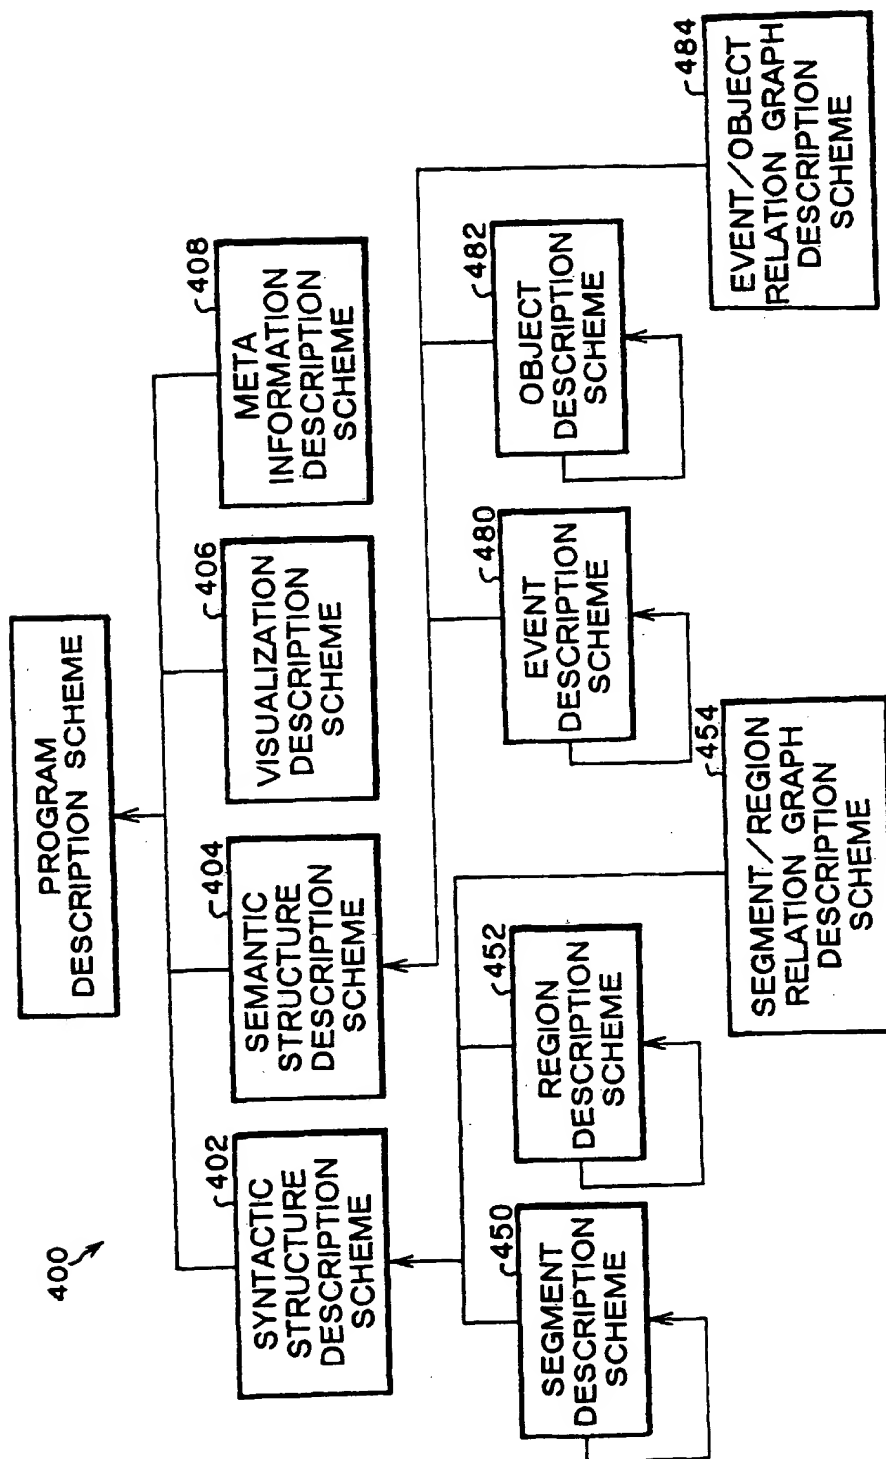 PROGRAM
DESCRIPTION SCHEME
400
402
SYNTACTIC
STRUCTURE
DESCRIPTION
SCHEME
404
SEMANTIC
STRUCTURE
DESCRIPTION
SCHEME
406
VISUALIZATION
DESCRIPTION
SCHEME
408
META
INFORMATION
DESCRIPTION
SCHEME
450
SEGMENT
DESCRIPTION
SCHEME
452
REGION
DESCRIPTION
SCHEME
454
SEGMENT/REGION
RELATION GRAPH
DESCRIPTION
SCHEME
480
EVENT
DESCRIPTION
SCHEME
482
OBJECT
DESCRIPTION
SCHEME
484
EVENT/OBJECT
RELATION GRAPH
DESCRIPTION
SCHEME